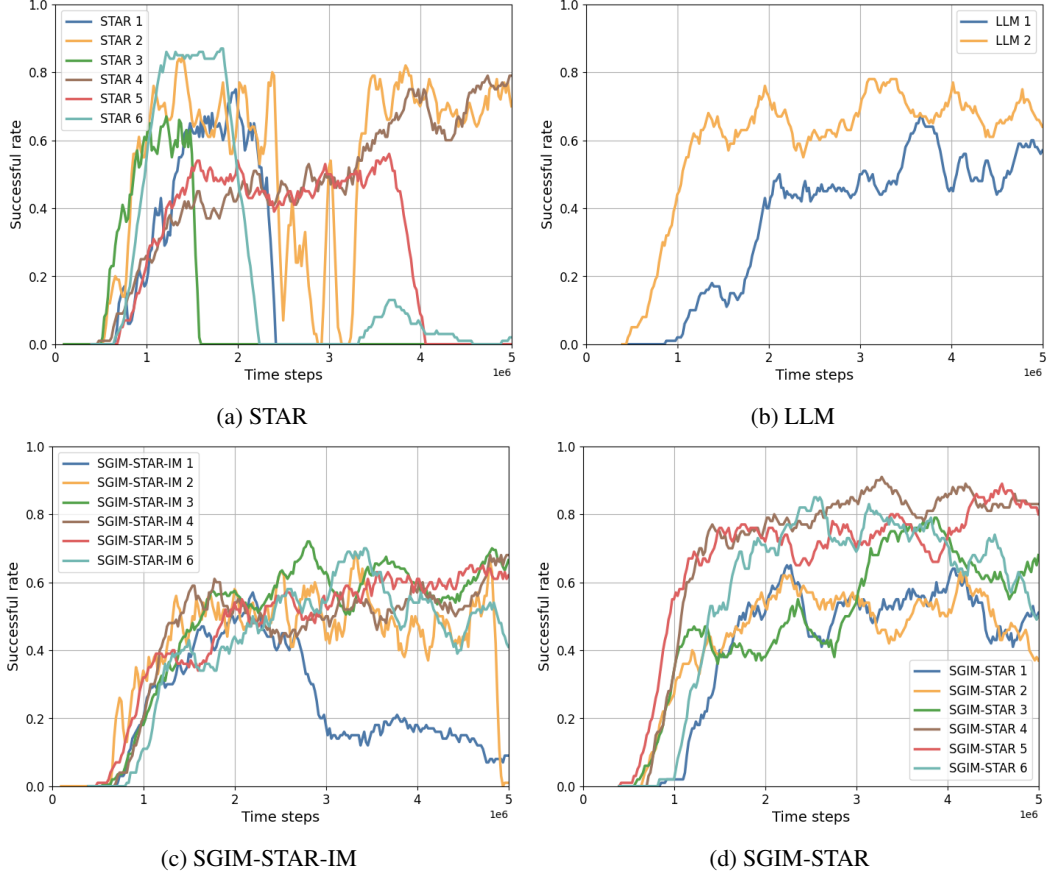 1.0
0.8
0.6
0.4
0.2
0.0
Successful rate
STAR 1
STAR 2
STAR 3
STAR 4
STAR 5
STAR 6
0 1 2 3 4 5
1e6
Time steps
(a) STAR
1.0
0.8
0.6
0.4
0.2
0.0
Successful rate
LLM 1
LLM 2
0 1 2 3 4 5
1e6
Time steps
(b) LLM
1.0
0.8
0.6
0.4
0.2
0.0
Successful rate
SGIM-STAR-IM 1
SGIM-STAR-IM 2
SGIM-STAR-IM 3
SGIM-STAR-IM 4
SGIM-STAR-IM 5
SGIM-STAR-IM 6
0 1 2 3 4 5
1e6
Time steps
(c) SGIM-STAR-IM
1.0
0.8
0.6
0.4
0.2
0.0
Successful rate
SGIM-STAR 1
SGIM-STAR 2
SGIM-STAR 3
SGIM-STAR 4
SGIM-STAR 5
SGIM-STAR 6
0 1 2 3 4 5
1e6
Time steps
(d) SGIM-STAR